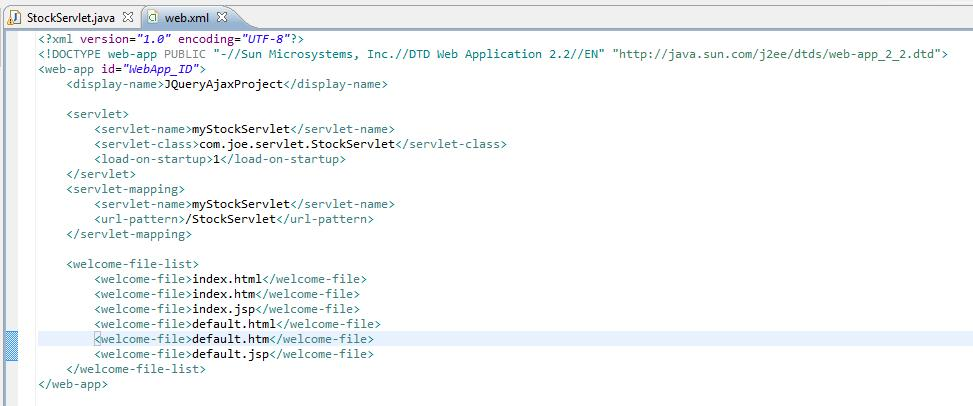 StockServlet.java web.xml
<?xml version="1.0" encoding="UTF-8"?>
<!DOCTYPE web-app PUBLIC "-//Sun Microsystems, Inc.//DTD Web Application 2.2//EN" "http://java.sun.com/j2ee/dtds/web-app_2_2.dtd">
<web-app id="WebApp_ID">
    <display-name>JQueryAjaxProject</display-name>

    <servlet>
        <servlet-name>myStockServlet</servlet-name>
        <servlet-class>com.joe.servlet.StockServlet</servlet-class>
        <load-on-startup>1</load-on-startup>
    </servlet>
    <servlet-mapping>
        <servlet-name>myStockServlet</servlet-name>
        <url-pattern>/StockServlet</url-pattern>
    </servlet-mapping>

    <welcome-file-list>
        <welcome-file>index.html</welcome-file>
        <welcome-file>index.htm</welcome-file>
        <welcome-file>index.jsp</welcome-file>
        <welcome-file>default.html</welcome-file>
        <welcome-file>default.htm</welcome-file>
        <welcome-file>default.jsp</welcome-file>
    </welcome-file-list>
</web-app>